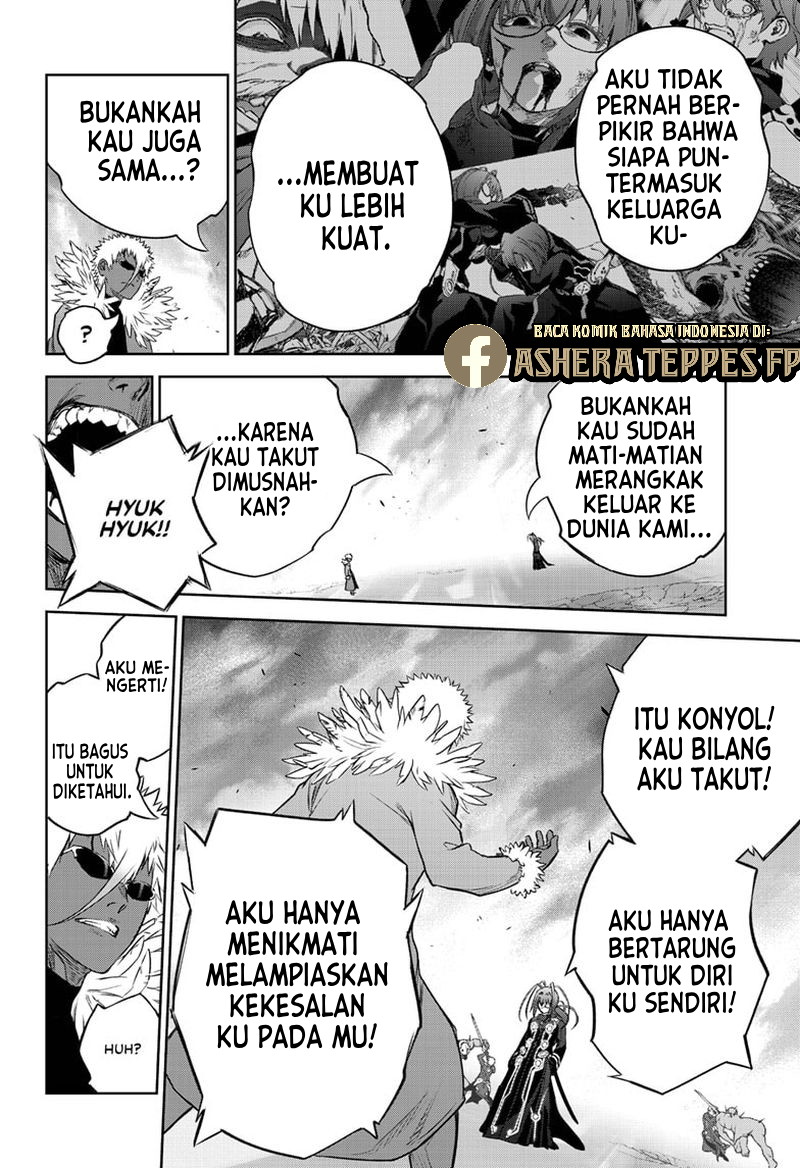 AKU TIDAK
PERNAH BER-
PIKIR BAHWA
SIAPA PUN-
TERMASUK
KELUARGA
KU-
...MEMBUAT
KU LEBIH
KUAT.
BUKANKAH
KAU JUGA
SAMA...?
?
BACA KOMIK BAHASA INDONESIA DI:
ASHERA TEPPES FP
BUKANKAH
KAU SUDAH
MATI-MATIAN
MERANGKAK
KELUAR KE
DUNIA KAMI...
...KARENA
KAU TAKUT
DIMUSNAH-
KAN?
HYUK
HYUK!!
ITU KONYOL!
KAU BILANG
AKU TAKUT!
AKU HANYA
BERTARUNG
UNTUK DIRI
KU SENDIRI!
AKU HANYA
MENIKMATI
MELAMPIASKAN
KEKESALAN
KU PADA MU!
AKU ME-
NGERTI!
ITU BAGUS
UNTUK
DIKETAHUI.
HUH?